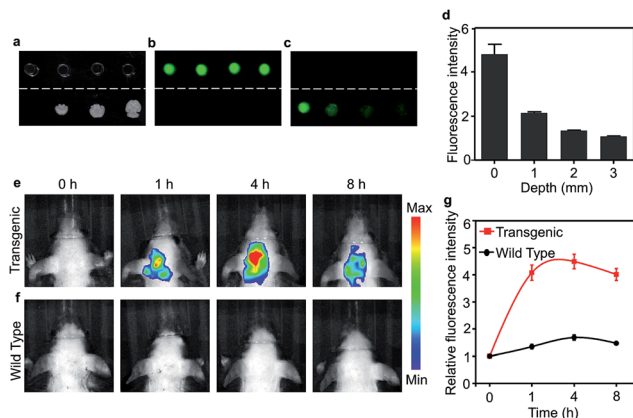 a
b
c
d
Fluorescence intensity
6
4
2
0
0 1 2 3
Depth (mm)
e
0 h 1 h 4 h 8 h
Transgenic
Max
Min
f
Wild Type
g
Relative fluorescence intensity
Transgenic
Wild Type
6
5
4
3
2
1
0
0 1 4 8
Time (h)